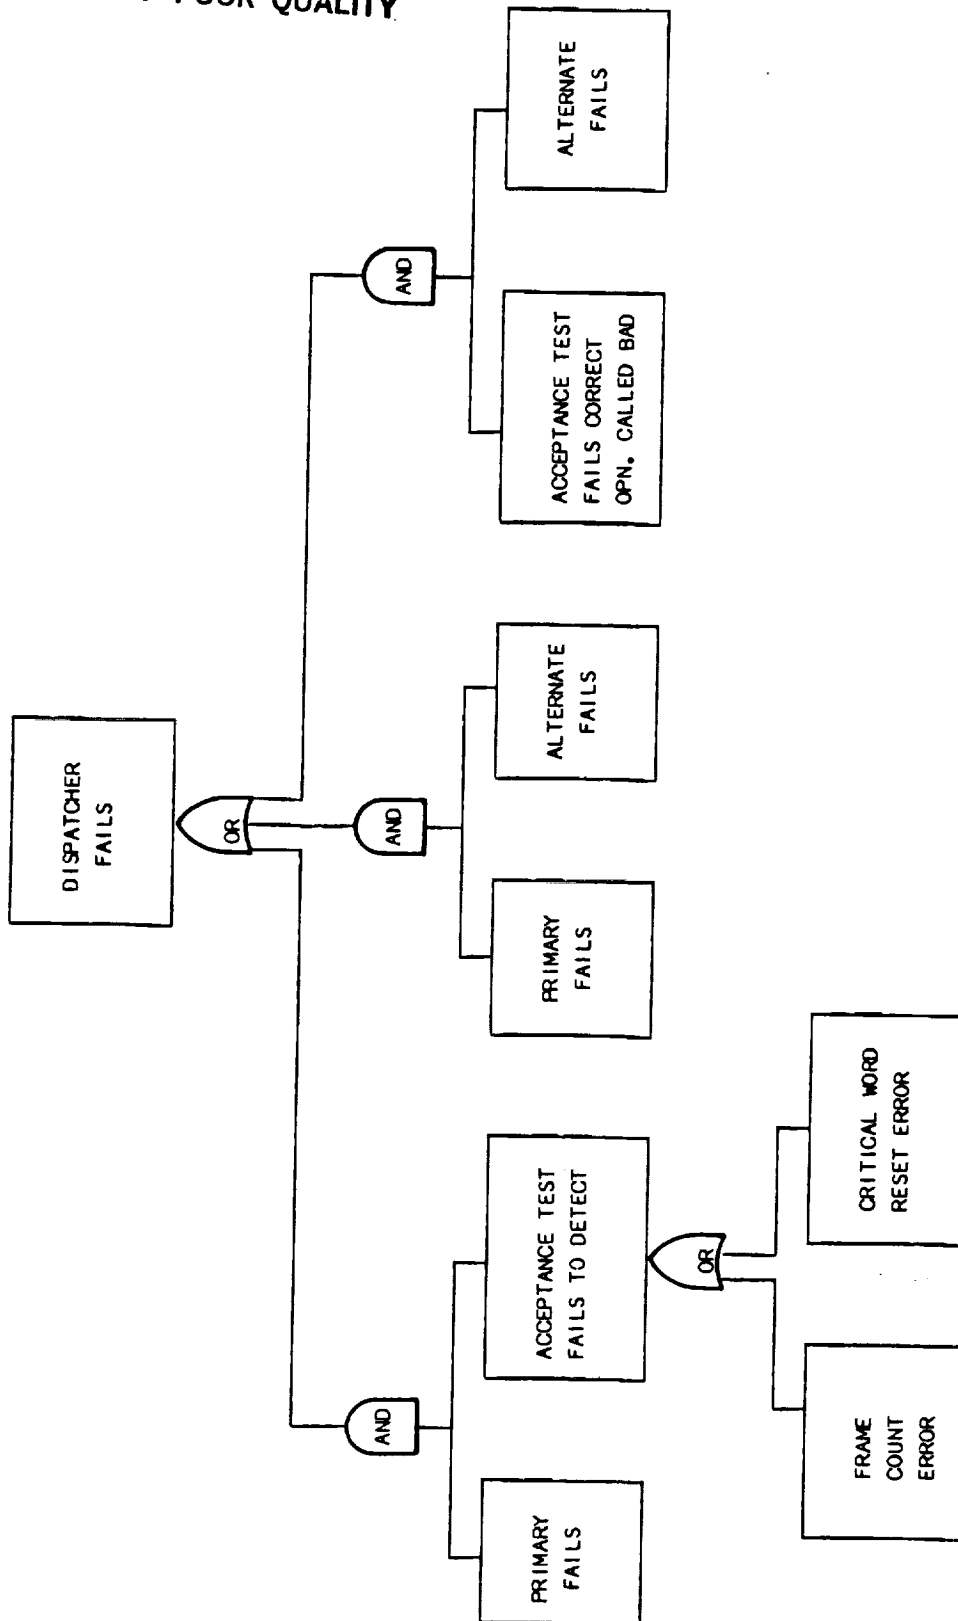 POOR QUALITY
DISPATCHER
FAILS
OR
AND
AND
AND
PRIMARY
FAILS
ACCEPTANCE TEST
FAILS TO DETECT
PRIMARY
FAILS
ALTERNATE
FAILS
ACCEPTANCE TEST
FAILS CORRECT
OPN. CALLED BAD
ALTERNATE
FAILS
OR
FRAME
COUNT
ERROR
CRITICAL WORD
RESET ERROR